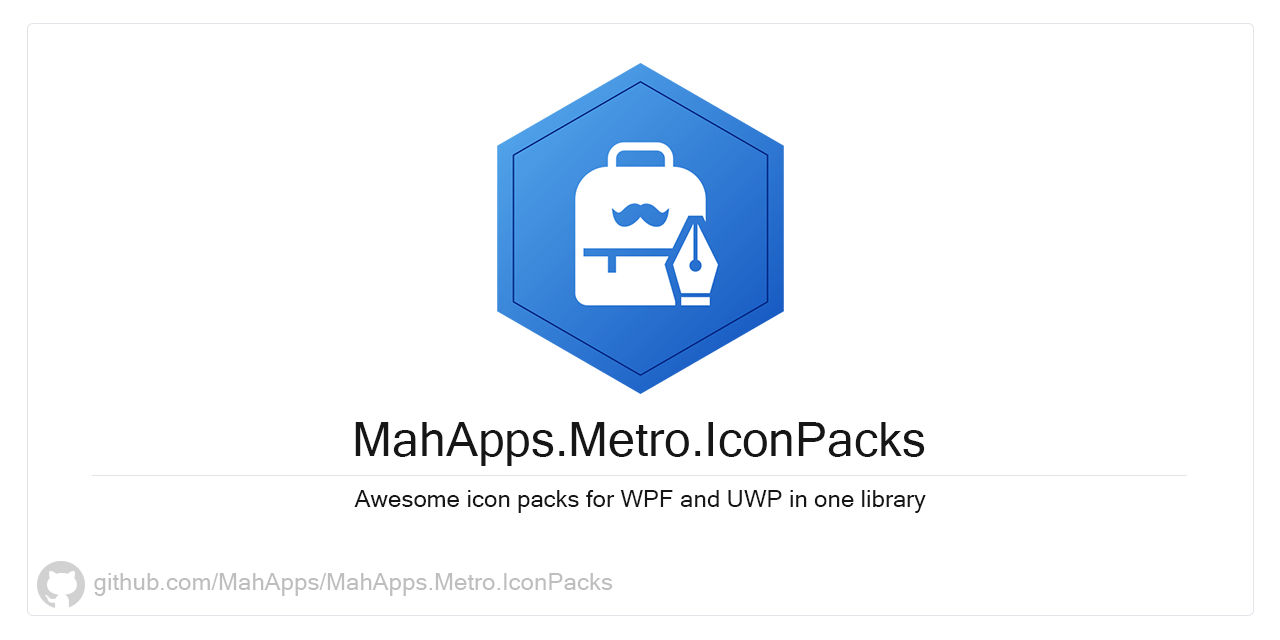 MahApps.Metro.IconPacks
Awesome icon packs for WPF and UWP in one library
github.com/MahApps/MahApps.Metro.IconPacks